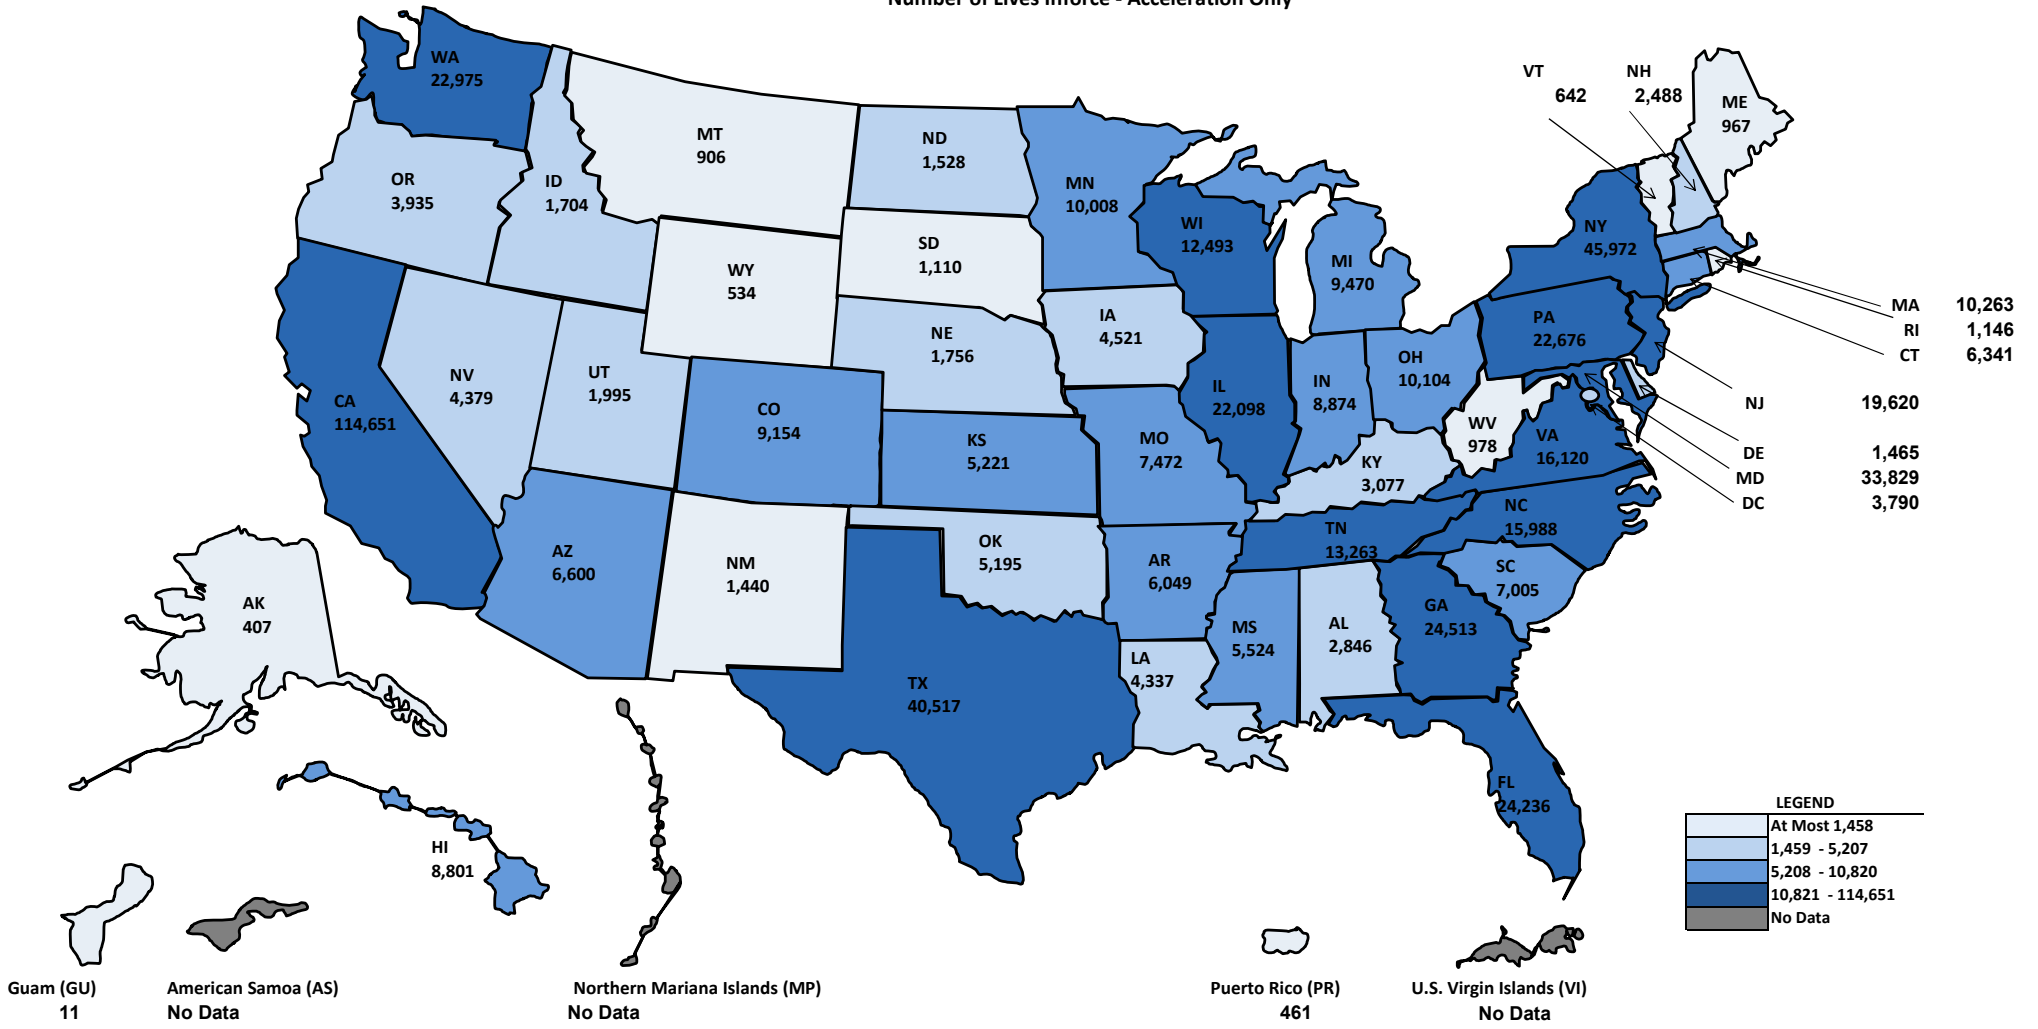 Number of Lives Inforce - Acceleration Only
WA
22,975
VT
642
NH
2,488
ME
967
MT
906
ND
1,528
OR
3,935
ID
1,704
MN
10,008
WI
12,493
NY
45,972
SD
1,110
WY
534
MI
9,470
MA 10,263
RI 1,146
CT 6,341
IA
4,521
NE
1,756
PA
22,676
OH
10,104
NV
4,379
UT
1,995
IL
22,098
IN
8,874
CA
114,651
CO
9,154
NJ 19,620
WV
978
VA
16,120
KS
5,221
MO
7,472
KY
3,077
DE 1,465
MD 33,829
DC 3,790
NC
15,988
TN
13,263
AZ
6,600
NM
1,440
OK
5,195
AR
6,049
SC
7,005
AK
407
GA
24,513
MS
5,524
AL
2,846
LA
4,337
TX
40,517
FL
24,236
HI
8,801
LEGEND
At Most 1,458
1,459 - 5,207
5,208 - 10,820
10,821 - 114,651
No Data
Guam (GU)
11
American Samoa (AS)
No Data
Northern Mariana Islands (MP)
No Data
Puerto Rico (PR)
461
U.S. Virgin Islands (VI)
No Data